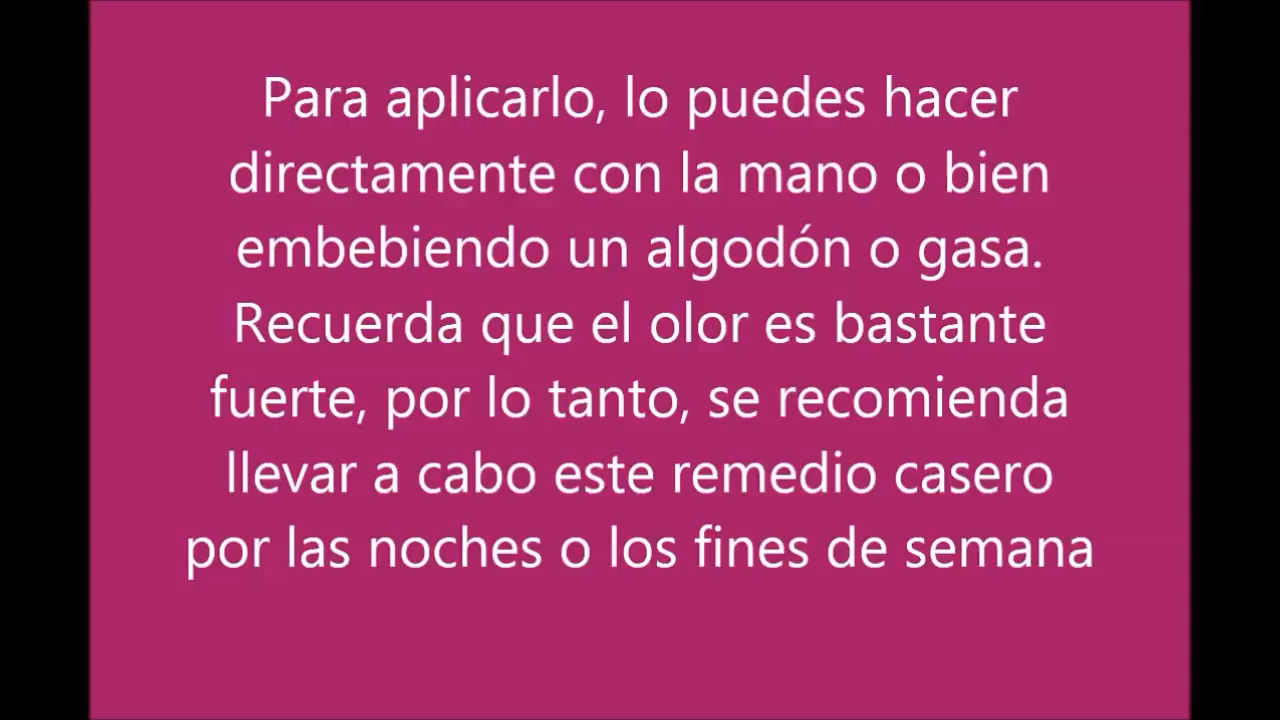 Para aplicarlo, lo puedes hacer
directamente con la mano o bien
embebiendo un algodón o gasa.
Recuerda que el olor es bastante
fuerte, por lo tanto, se recomienda
llevar a cabo este remedio casero
por las noches o los fines de semana